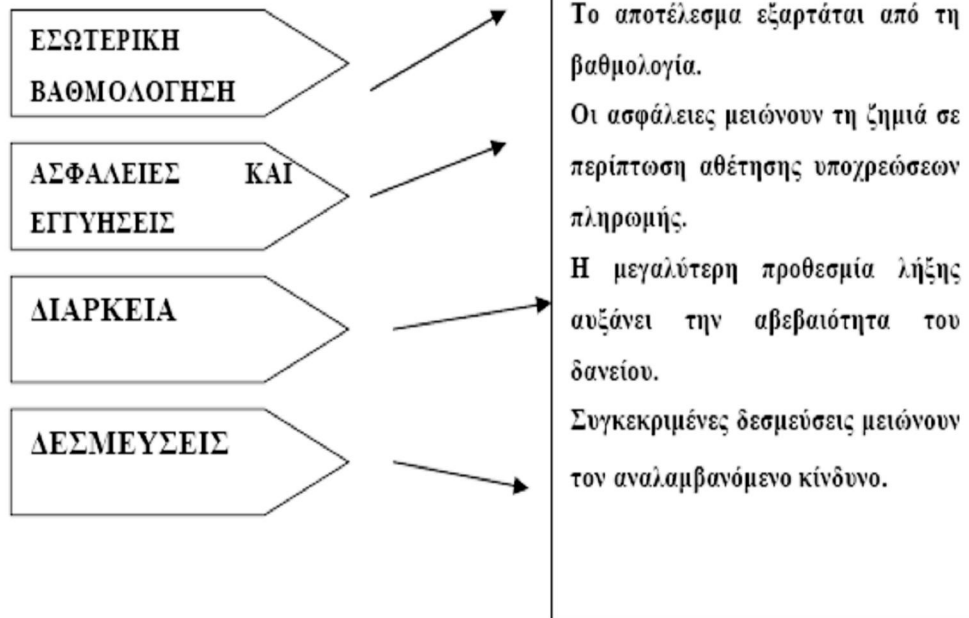 ΕΣΩΤΕΡΙΚΗ
ΒΑΘΜΟΛΟΓΗΣΗ
ΑΣΦΑΛΕΙΕΣ ΚΑΙ
ΕΓΓΥΗΣΕΙΣ
ΔΙΑΡΚΕΙΑ
ΔΕΣΜΕΥΣΕΙΣ
Το αποτέλεσμα εξαρτάται από τη
βαθμολογία.
Οι ασφάλειες μειώνουν τη ζημιά σε
περίπτωση αθέτησης υποχρεώσεων
πληρωμής.
Η μεγαλύτερη προθεσμία λήξης
αυξάνει την αβεβαιότητα του
δανείου.
Συγκεκριμένες δεσμεύσεις μειώνουν
τον αναλαμβανόμενο κίνδυνο.